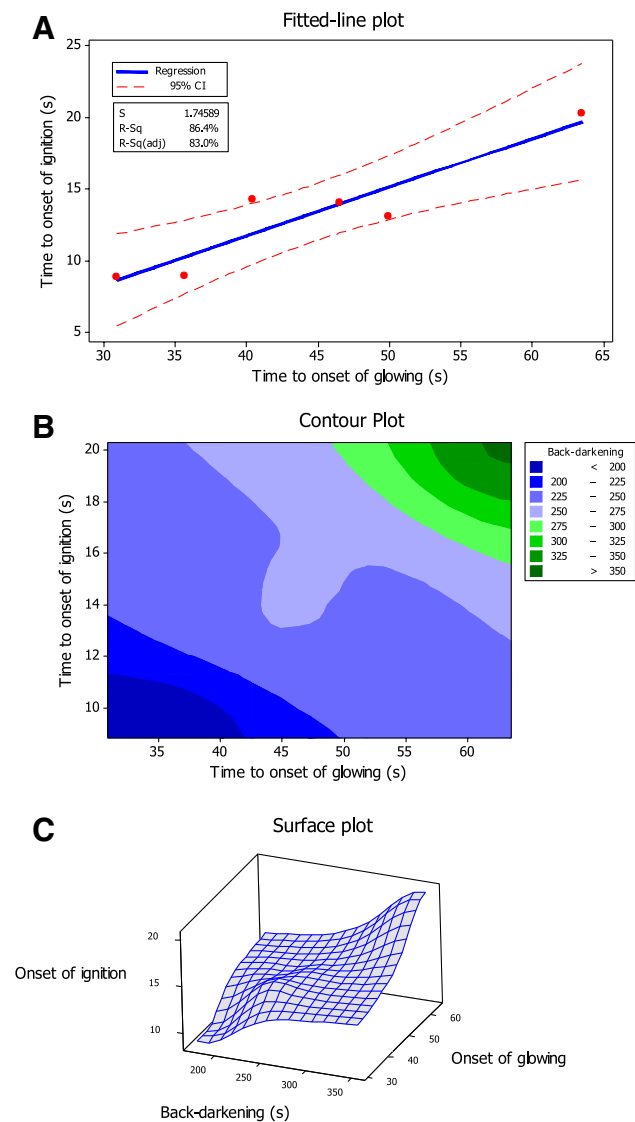 A
Fitted-line plot
25
20
15
10
5
Time to onset of ignition (s)
Regression
95% CI
S 1.74589
R-Sq 86.4%
R-Sq(adj) 83.0%
30 35 40 45 50 55 60 65
Time to onset of glowing (s)
B
Contour Plot
20
18
16
14
12
10
Time to onset of ignition (s)
35 40 45 50 55 60
Time to onset of glowing (s)
Back-darkening
< 200
200 – 225
225 – 250
250 – 275
275 – 300
300 – 325
325 – 350
> 350
C
Surface plot
20
15
10
Onset of ignition
200 250 300 350
Back-darkening (s)
30 40 50 60
Onset of glowing